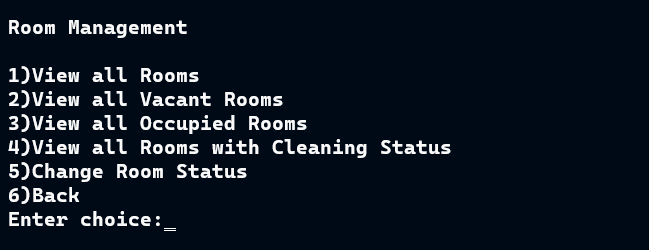 Room Management
1)View all Rooms
2)View all Vacant Rooms
3)View all Occupied Rooms
4)View all Rooms with Cleaning Status
5)Change Room Status
6)Back
Enter choice:_